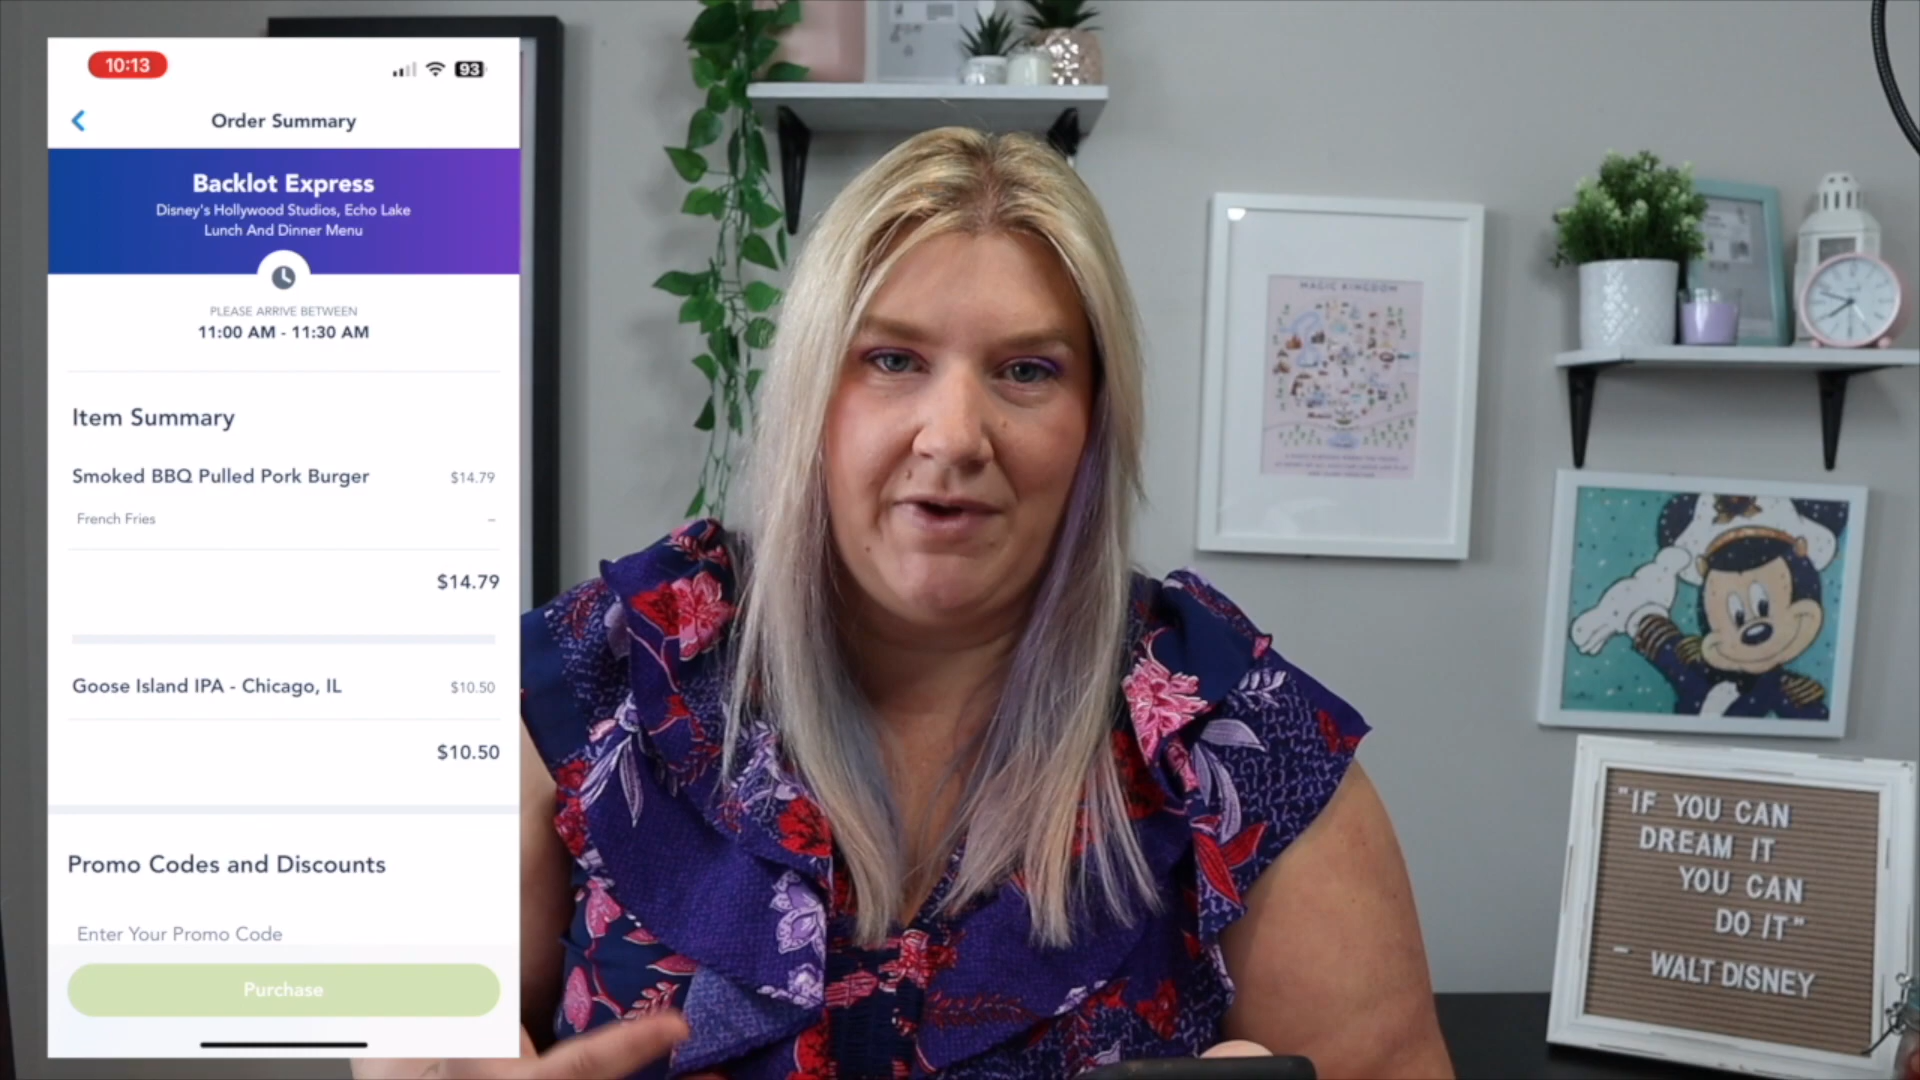 10:13
93
Order Summary
Backlot Express
Disney's Hollywood Studios, Echo Lake
Lunch And Dinner Menu
PLEASE ARRIVE BETWEEN
11:00 AM - 11:30 AM
Item Summary
Smoked BBQ Pulled Pork Burger $14.79
French Fries –
$14.79
Goose Island IPA - Chicago, IL $10.50
$10.50
Promo Codes and Discounts
Enter Your Promo Code
Purchase
MAGIC KINGDOM
"IF YOU CAN
DREAM IT
YOU CAN
DO IT"
- WALT DISNEY